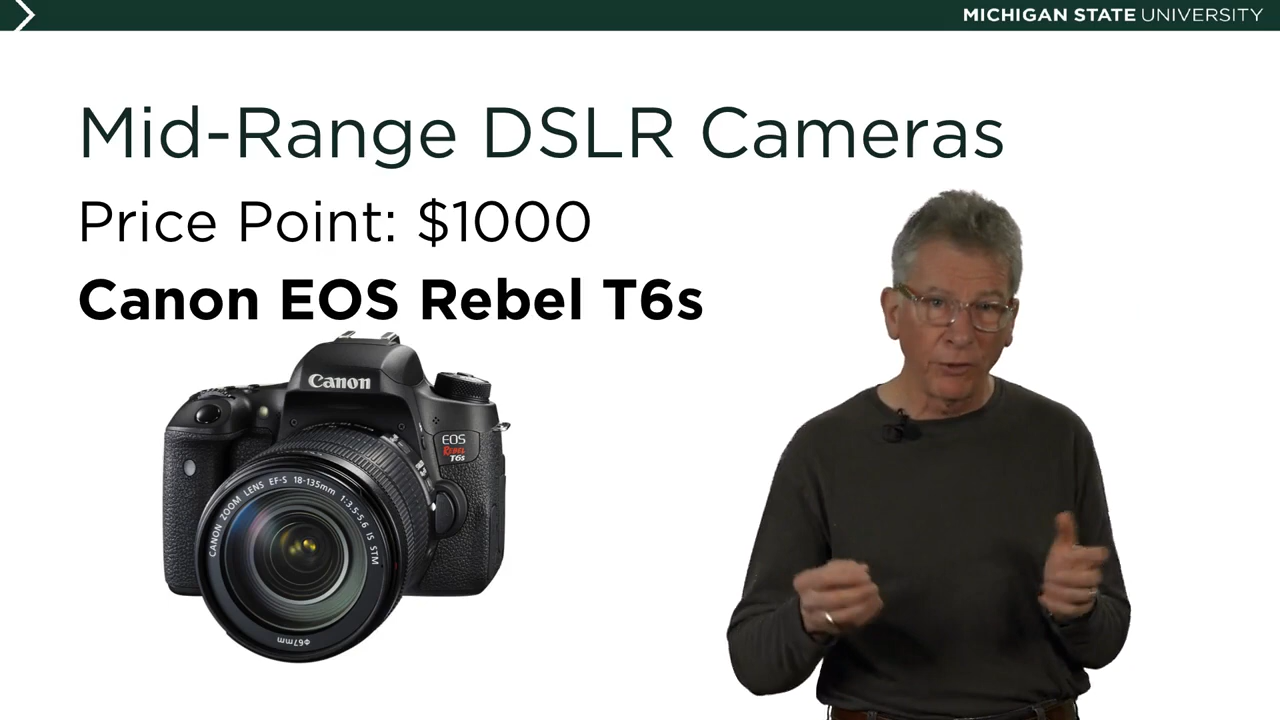 MICHIGAN STATE UNIVERSITY
Mid-Range DSLR Cameras
Price Point: $1000
Canon EOS Rebel T6s
Canon
EOS
REBEL
T6s
CANON ZOOM LENS EF-S 18-135mm 1:3.5-5.6 IS STM
Φ67mm